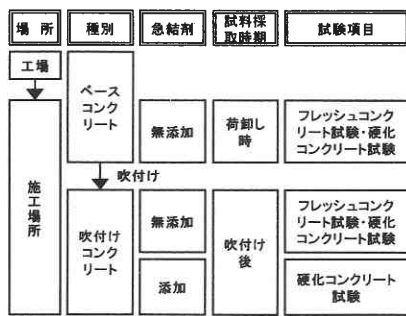 場 所
種別
急結剤
試料採
取時期
試験項目
工場
ベース
コンク
リート
無添加
荷卸し
時
フレッシュコンク
リート試験・硬化
コンクリート試験
吹付け
施工場所
吹付け
コンク
リート
無添加
吹付け
後
フレッシュコンク
リート試験・硬化
コンクリート試験
添加
硬化コンクリート
試験